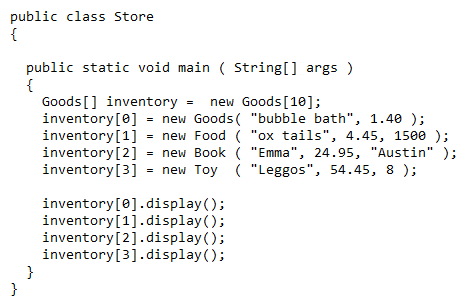 public class Store
{
  public static void main ( String[] args )
  {
    Goods[] inventory =  new Goods[10];
    inventory[0] = new Goods( "bubble bath", 1.40 );
    inventory[1] = new Food ( "ox tails", 4.45, 1500 );
    inventory[2] = new Book ( "Emma", 24.95, "Austin" );
    inventory[3] = new Toy  ( "Leggos", 54.45, 8 );
    inventory[0].display();
    inventory[1].display();
    inventory[2].display();
    inventory[3].display();
  }
}